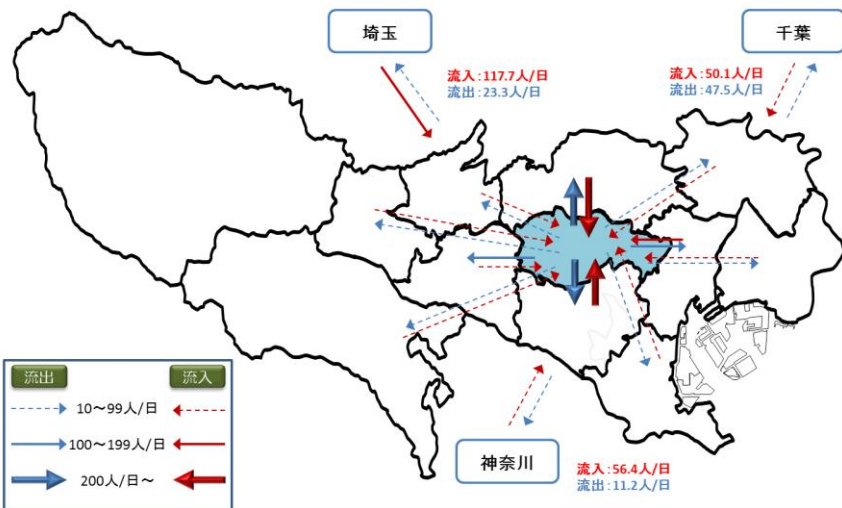 埼玉
千葉
流入:117.7人/日
流出:23.3人/日
流入:50.1人/日
流出:47.5人/日
流出
流入
10～99人/日
100～199人/日
200人/日～
神奈川
流入:56.4人/日
流出:11.2人/日